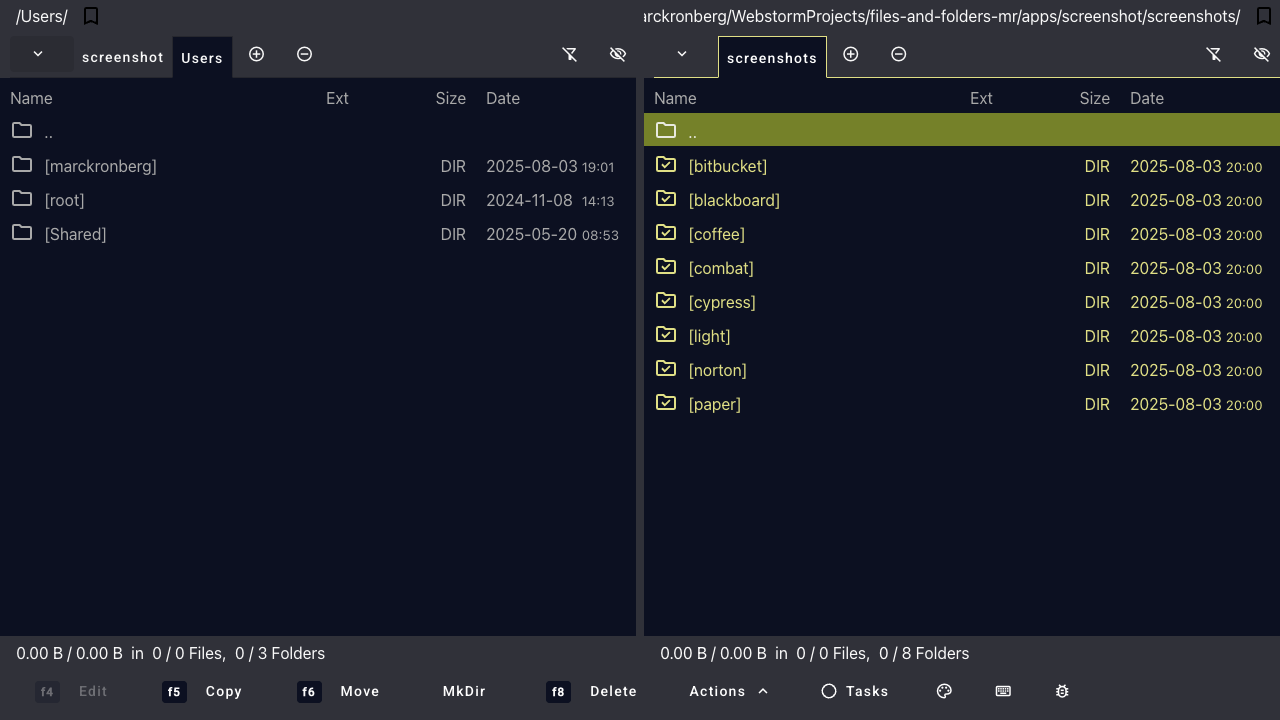 /Users/
screenshot
Users
Name Ext Size Date
..
[marckronberg] DIR 2025-08-03 19:01
[root] DIR 2024-11-08 14:13
[Shared] DIR 2025-05-20 08:53
0.00 B / 0.00 B in 0 / 0 Files, 0 / 3 Folders
arckronberg/WebstormProjects/files-and-folders-mr/apps/screenshot/screenshots/
screenshots
Name Ext Size Date
..
[bitbucket] DIR 2025-08-03 20:00
[blackboard] DIR 2025-08-03 20:00
[coffee] DIR 2025-08-03 20:00
[combat] DIR 2025-08-03 20:00
[cypress] DIR 2025-08-03 20:00
[light] DIR 2025-08-03 20:00
[norton] DIR 2025-08-03 20:00
[paper] DIR 2025-08-03 20:00
0.00 B / 0.00 B in 0 / 0 Files, 0 / 8 Folders
f4 Edit f5 Copy f6 Move MkDir f8 Delete Actions Tasks